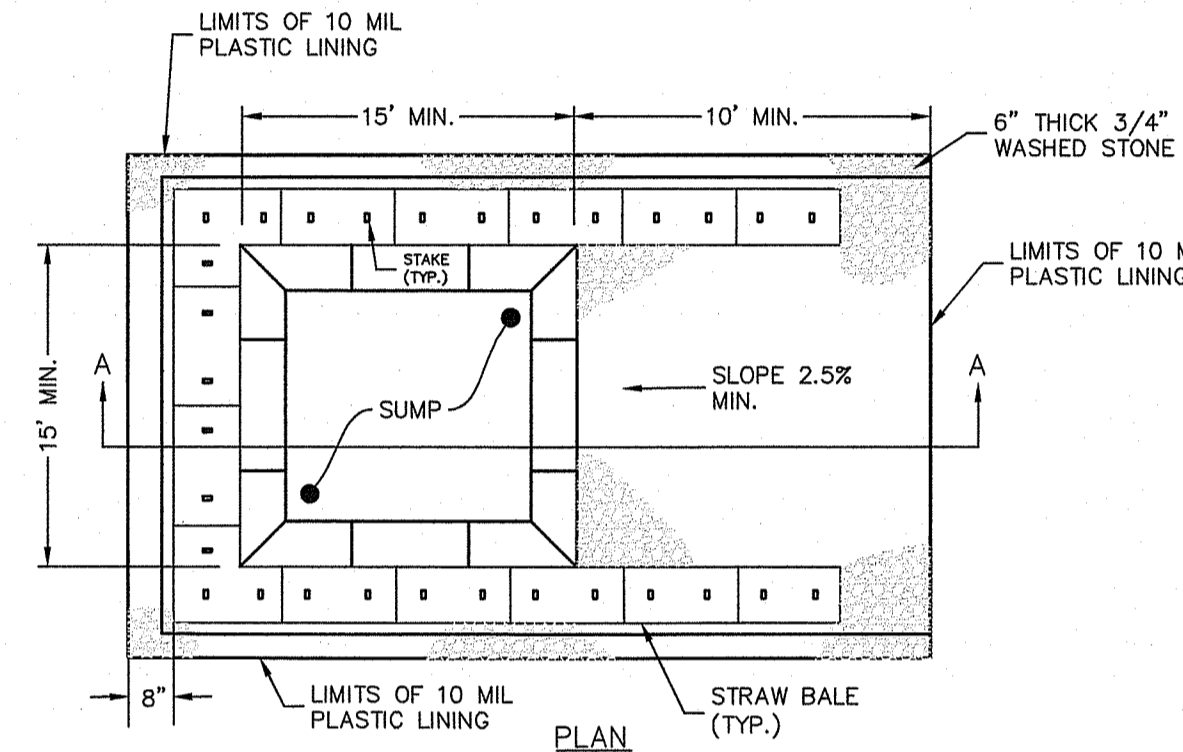 LIMITS OF 10 MIL
PLASTIC LINING
15' MIN.
10' MIN.
6" THICK 3/4"
WASHED STONE
STAKE
(TYP.)
LIMITS OF 10 M
PLASTIC LINING
A
A
15' MIN.
SLOPE 2.5%
MIN.
SUMP
8"
LIMITS OF 10 MIL
PLASTIC LINING
STRAW BALE
(TYP.)
PLAN